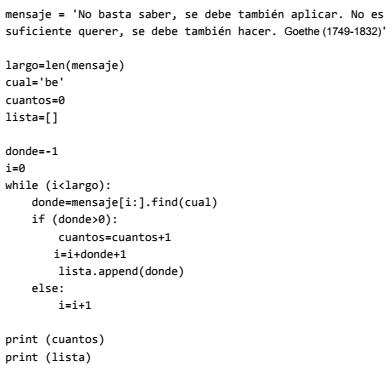 mensaje = 'No basta saber, se debe también aplicar. No es
suficiente querer, se debe también hacer. Goethe (1749-1832)'

largo=len(mensaje)
cual='be'
cuantos=0
lista=[]

donde=-1
i=0
while (i<largo):
    donde=mensaje[i:].find(cual)
    if (donde>0):
        cuantos=cuantos+1
       i=i+donde+1
        lista.append(donde)
    else:
        i=i+1

print (cuantos)
print (lista)